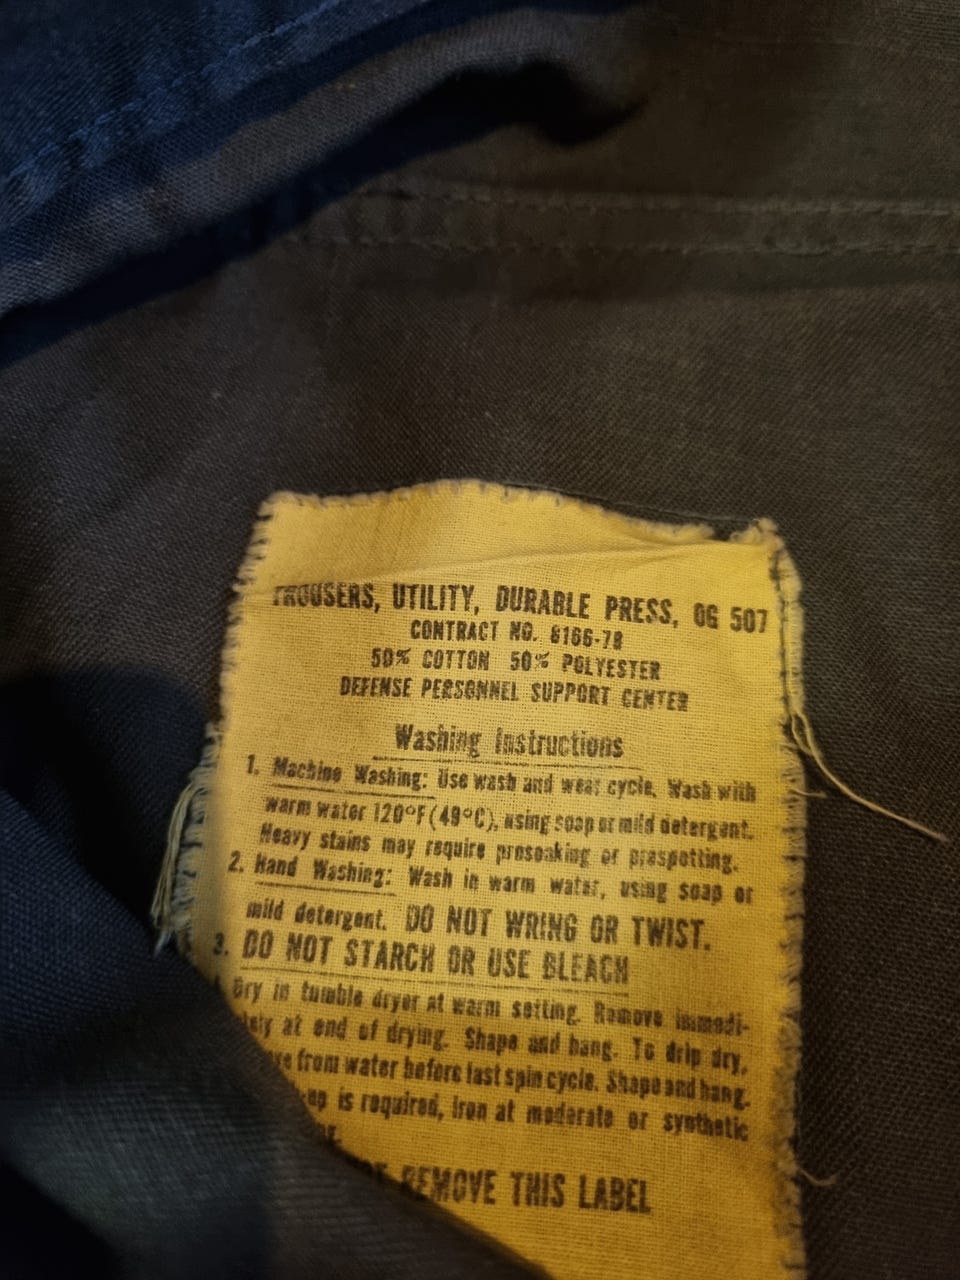 TROUSERS, UTILITY, DURABLE PRESS, OG 507
CONTRACT NO. 8166-78
50% COTTON 50% POLYESTER
DEFENSE PERSONNEL SUPPORT CENTER
Washing Instructions
1. Machine Washing: Use wash and wear cycle. Wash with
warm water 120°F (49°C), using soap or mild detergent.
Heavy stains may require presoaking or prespotting.
2. Hand Washing: Wash in warm water, using soap or
mild detergent. DO NOT WRING OR TWIST.
3. DO NOT STARCH OR USE BLEACH
Dry in tumble dryer at warm setting. Remove immedi-
at end of drying. Shape and hang. To drip dry,
from water before last spin cycle. Shape and hang.
is required, iron at moderate or synthetic
REMOVE THIS LABEL